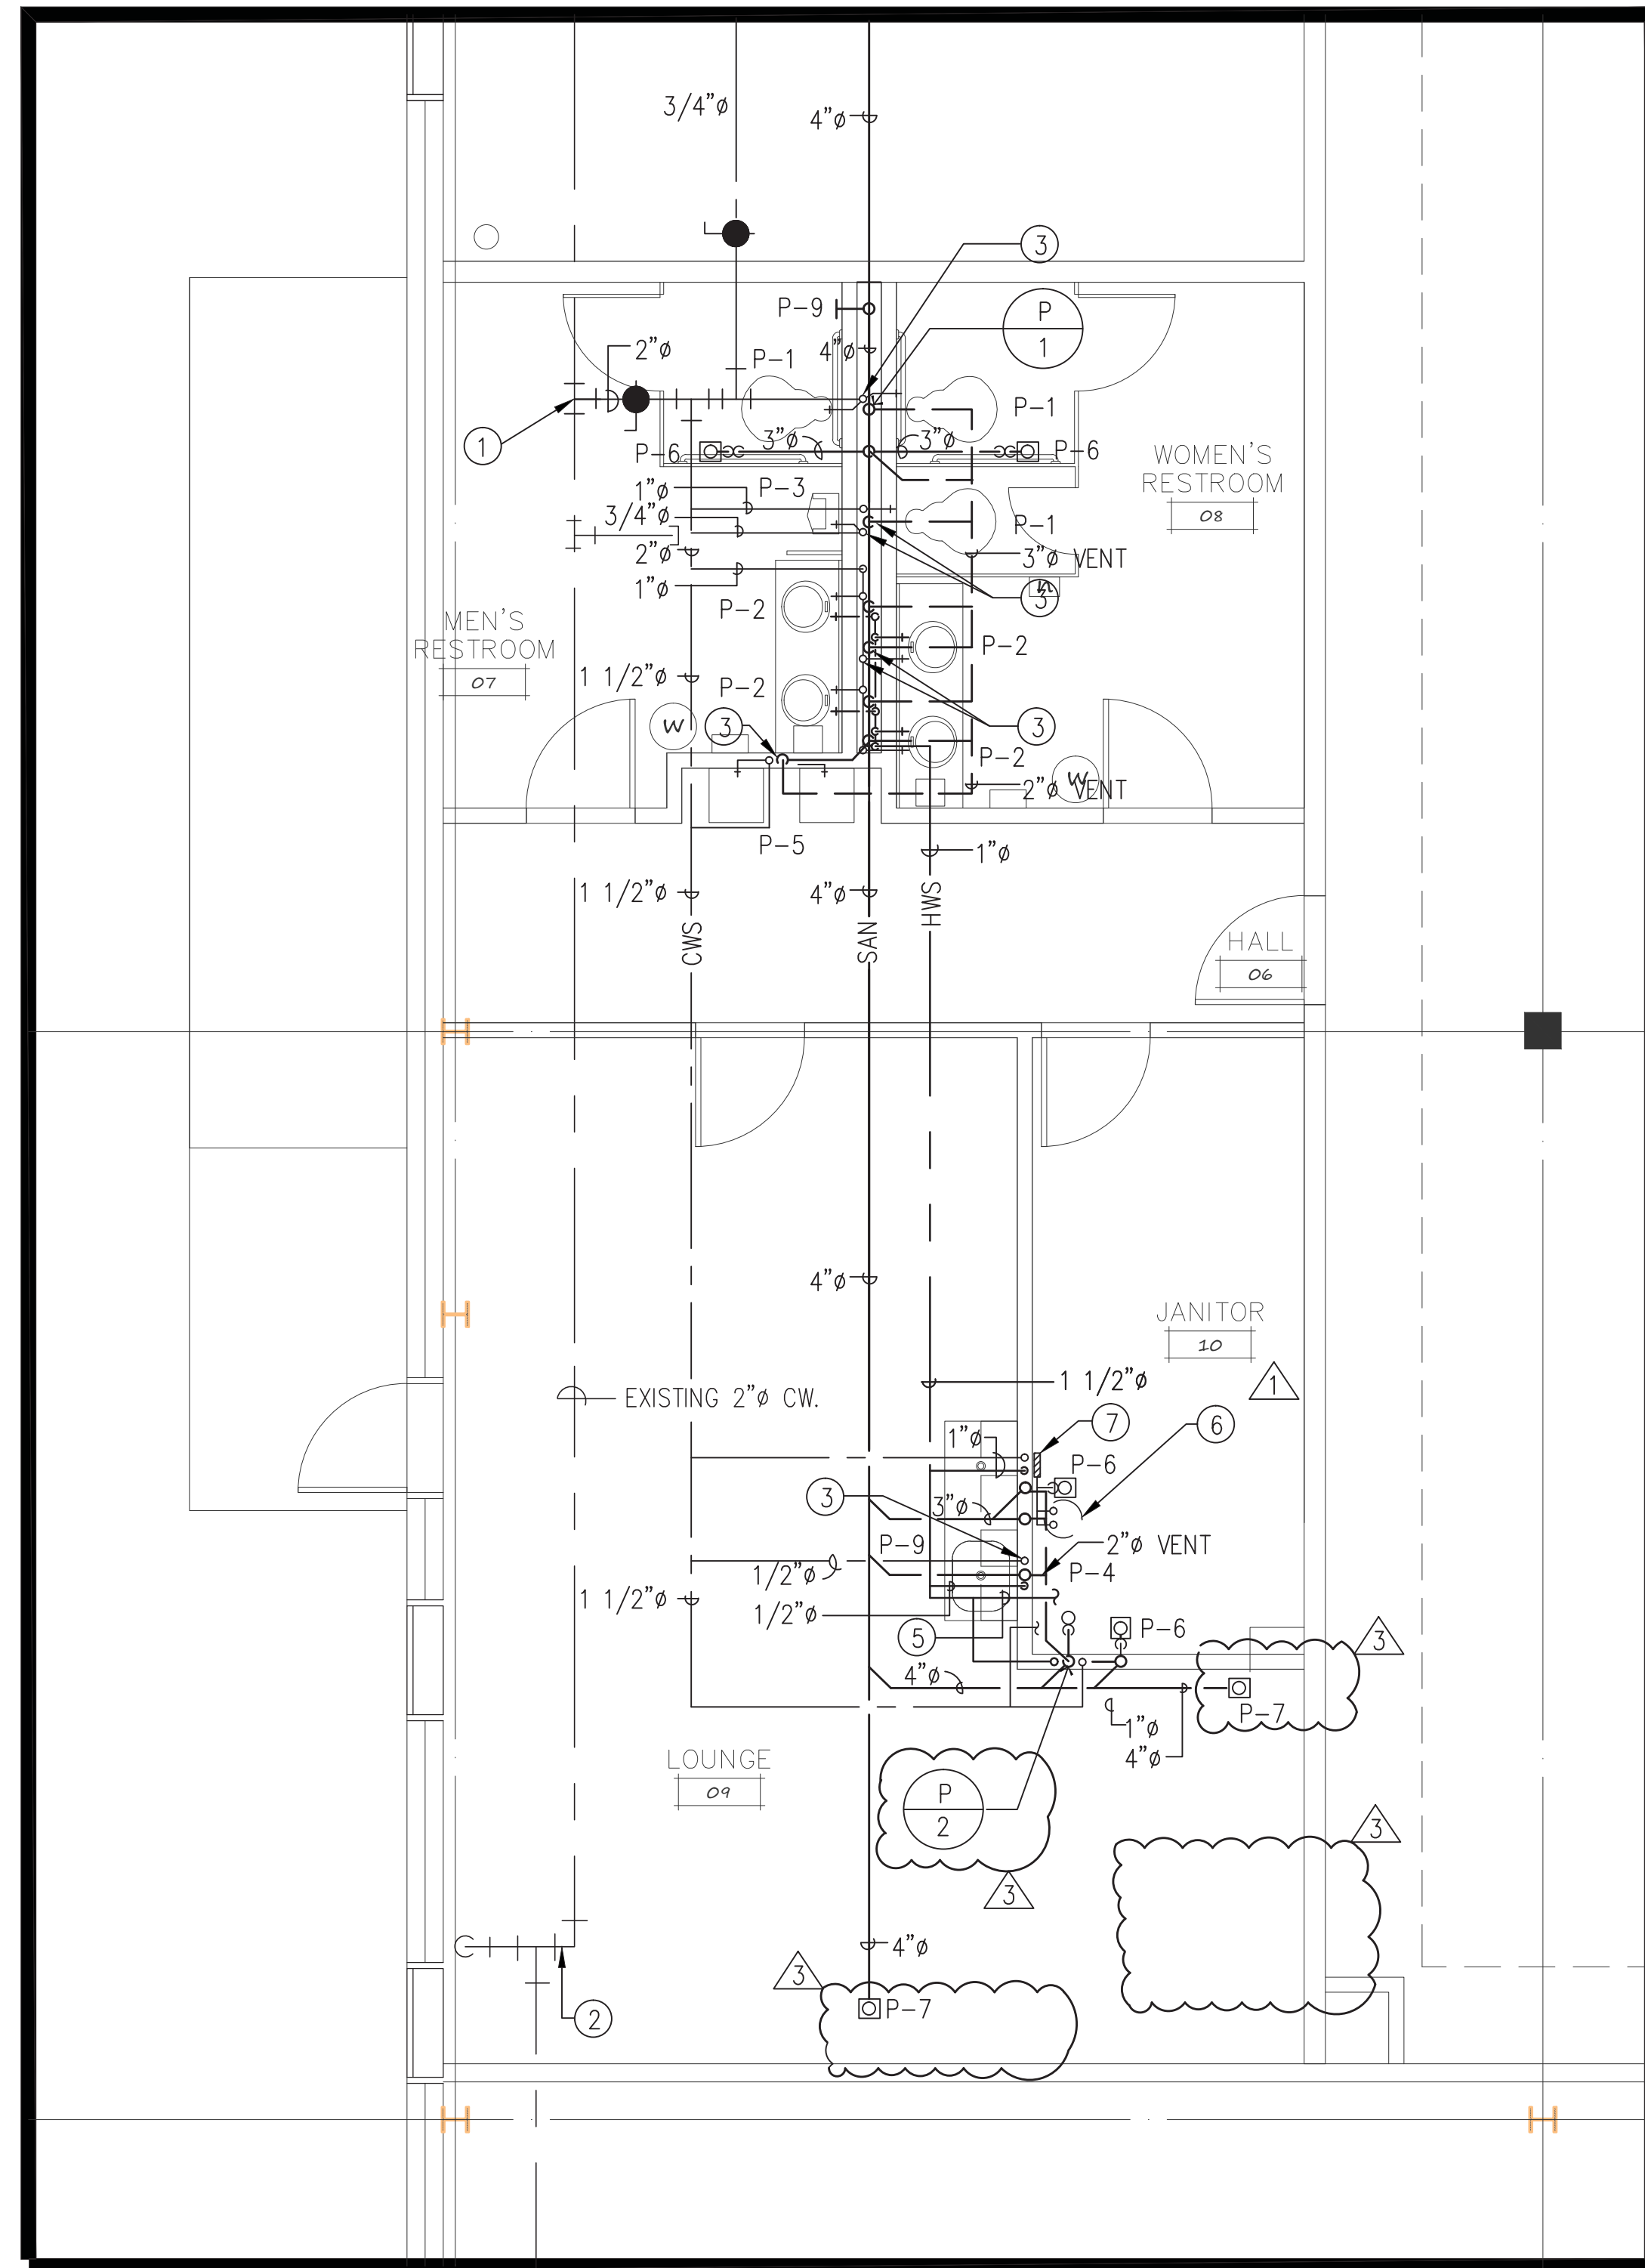 3/4"ø
4"ø
3
P-9
P
1
2"ø
P-1
4"ø
P-1
1
P-6
3"ø
3"ø
P-6
WOMEN'S
RESTROOM
08
1"ø
P-3
3/4"ø
P-1
2"ø
3"ø VENT
1"ø
3
P-2
MEN'S
RESTROOM
07
P-2
1 1/2"ø
P-2
W
3
3
P-2
W
2"ø VENT
P-5
1"ø
1 1/2"ø
4"ø
CWS
SAN
HWS
HALL
06
4"ø
JANITOR
10
1 1/2"ø
1
EXISTING 2"ø CW.
7
6
1"ø
P-6
3
3"ø
P-9
2"ø VENT
1/2"ø
P-4
1 1/2"ø
1/2"ø
5
P-6
3
4"ø
P-7
1"ø
4"ø
LOUNGE
09
P
2
3
3
4"ø
3
P-7
2